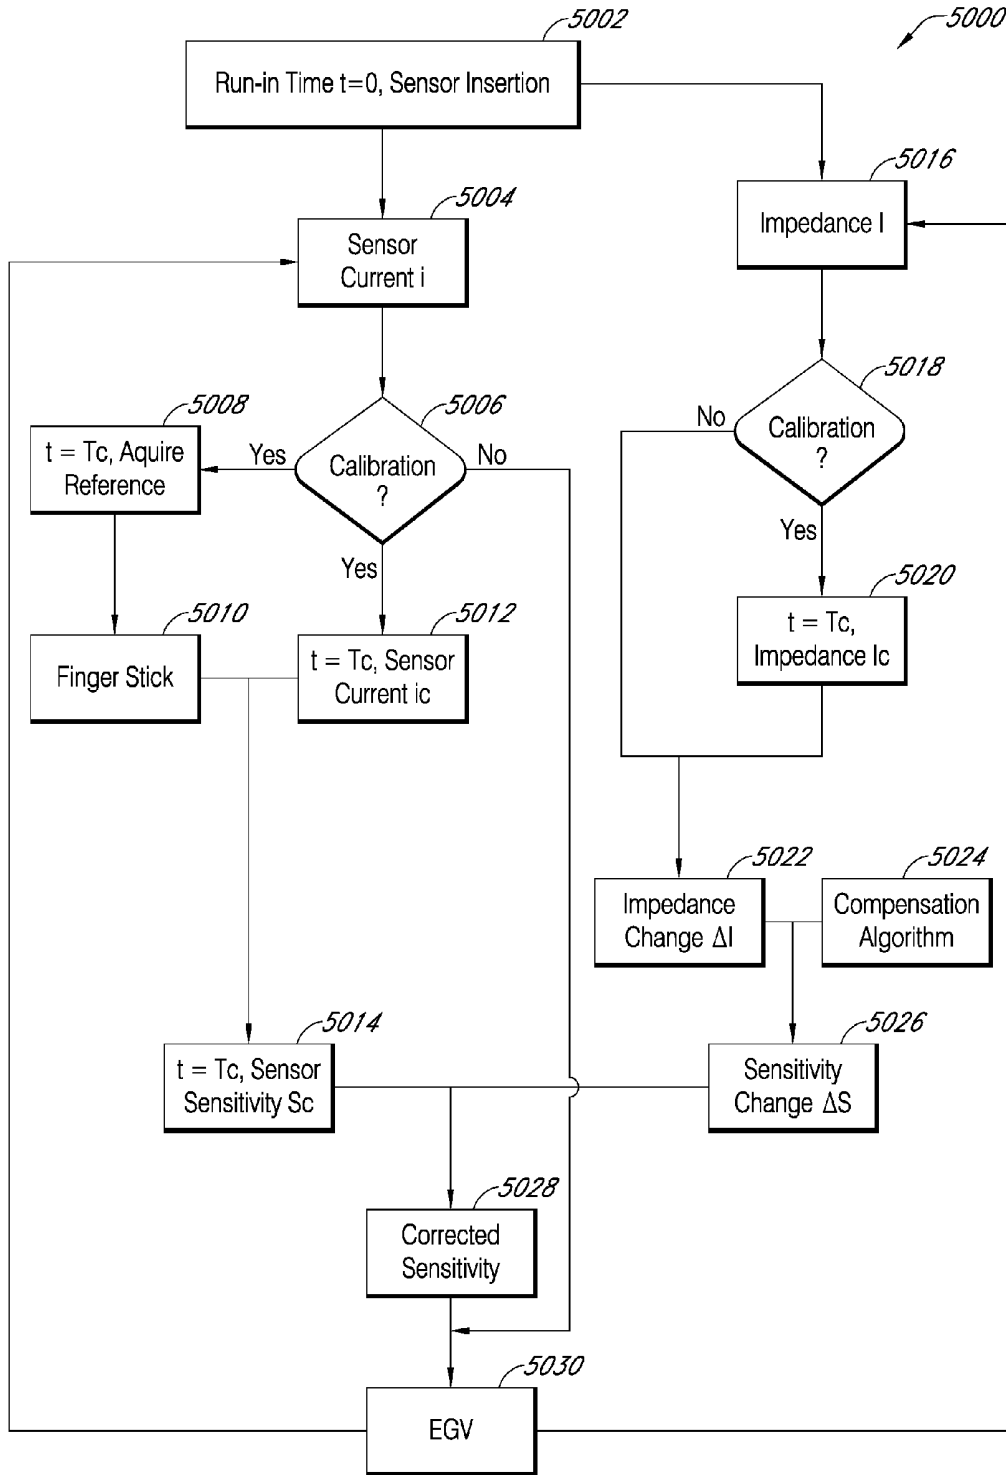 5000
5002
Run-in Time t=0, Sensor Insertion
5016
Impedance I
5004
Sensor
Current i
5018
Calibration
?
No
Yes
5008
t = Tc, Aquire
Reference
5006
Calibration
?
Yes
No
Yes
5020
t = Tc,
Impedance Ic
5010
Finger Stick
5012
t = Tc, Sensor
Current ic
5022
Impedance
Change ΔI
5024
Compensation
Algorithm
5014
t = Tc, Sensor
Sensitivity Sc
5026
Sensitivity
Change ΔS
5028
Corrected
Sensitivity
5030
EGV